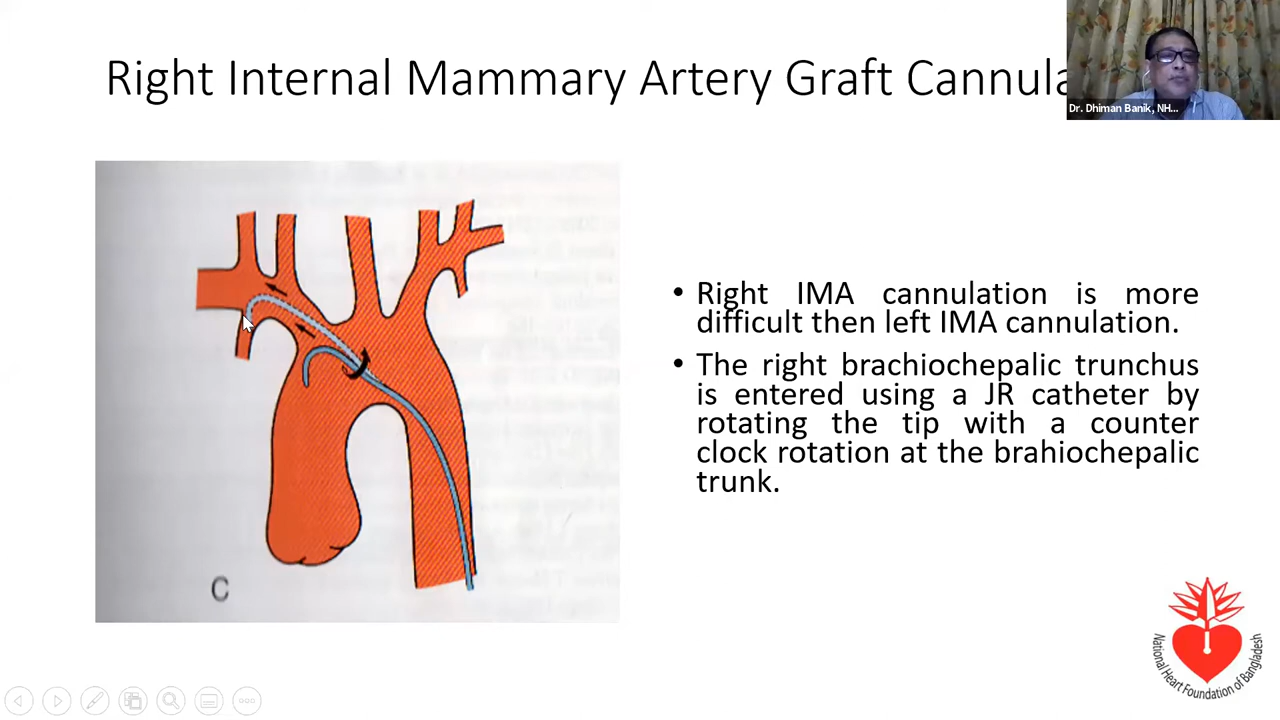 Right Internal Mammary Artery Graft Cannula
Dr. Dhiman Banik, NH...
• Right IMA cannulation is more
difficult then left IMA cannulation.
• The right brachiochepalic trunchus
is entered using a JR catheter by
rotating the tip with a counter
clock rotation at the brahiochepalic
trunk.
C
National Heart Foundation of Bangladesh